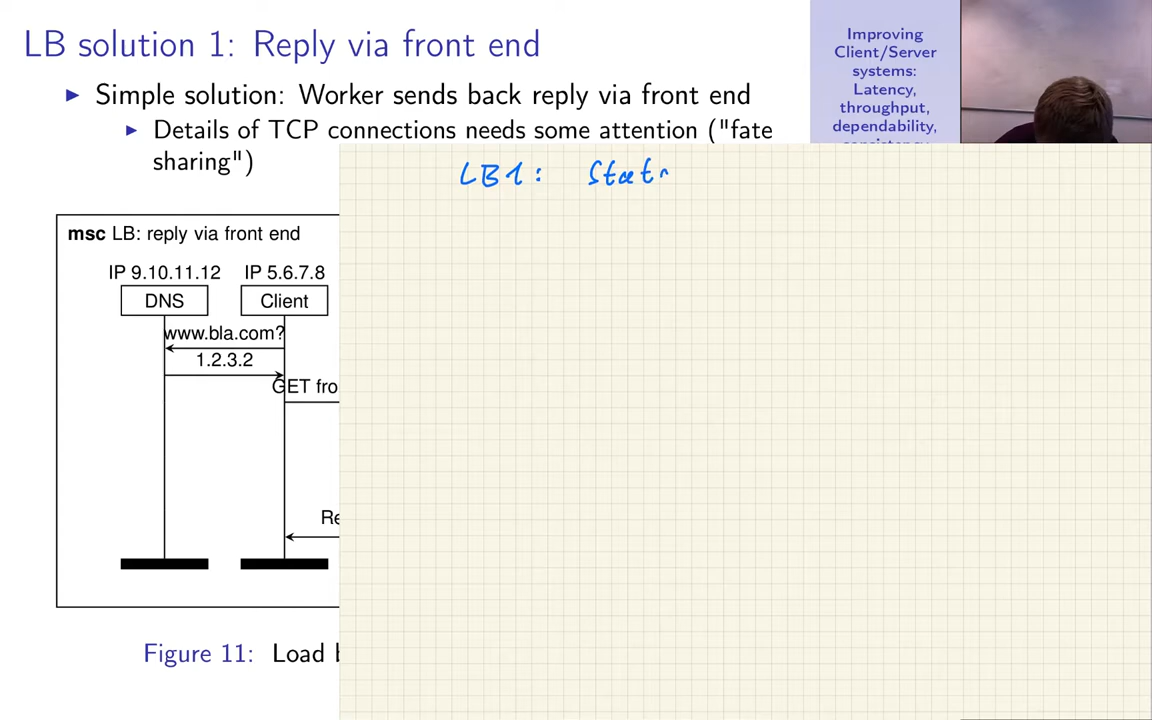 LB solution 1: Reply via front end
Simple solution: Worker sends back reply via front end
Details of TCP connections needs some attention ("fate
sharing")
Improving
Client/Server
systems:
Latency,
throughput,
dependability,
LB1:
msc LB: reply via front end
IP 9.10.11.12 IP 5.6.7.8
DNS Client
www.bla.com?
1.2.3.2
GET fro
Re
Figure 11: Load b